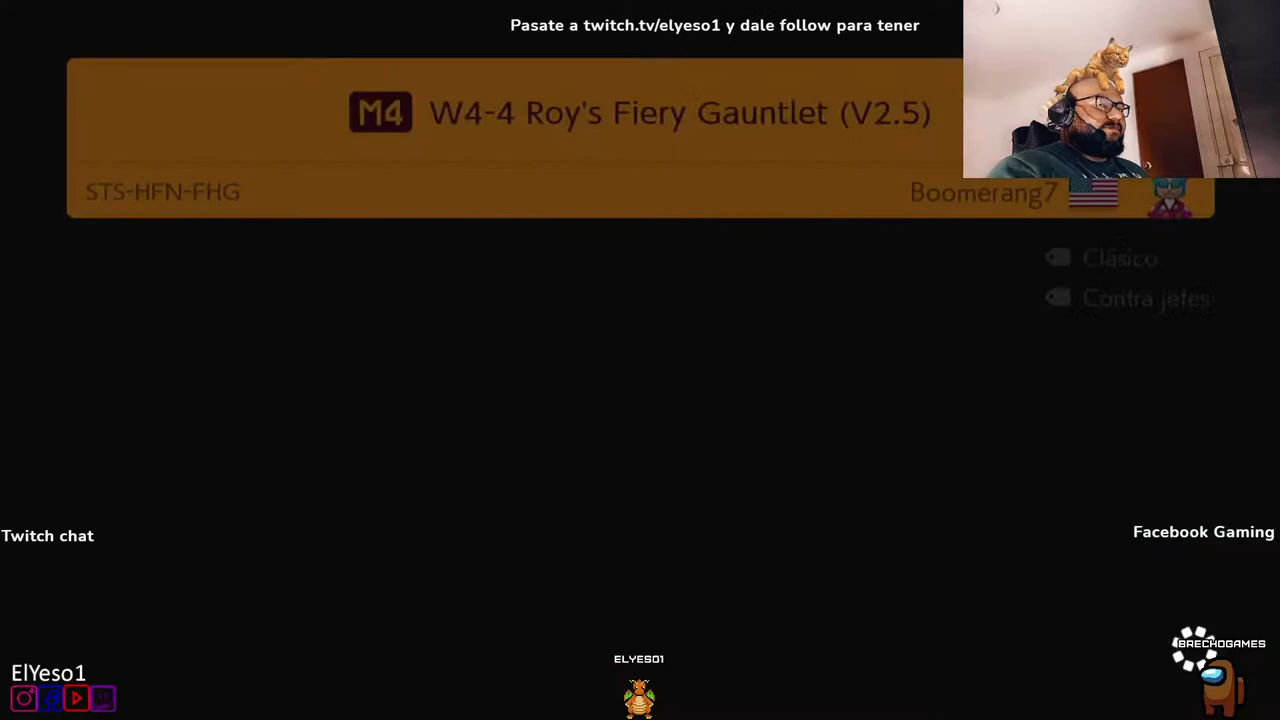 Pasate a twitch.tv/elyeso1 y dale follow para tener
M4 W4-4 Roy's Fiery Gauntlet (V2.5)
STS-HFN-FHG
Boomerang7
Clásico
Contra jefes
Twitch chat
Facebook Gaming
BRECHOGAMES
ELYESO1
ElYeso1